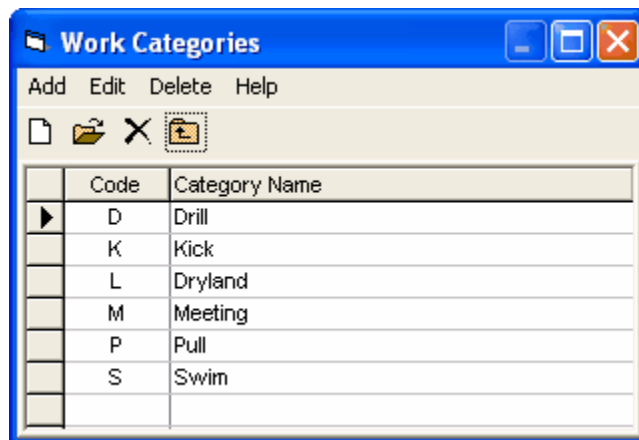 Work Categories
Add Edit Delete Help
Code Category Name
D Drill
K Kick
L Dryland
M Meeting
P Pull
S Swim